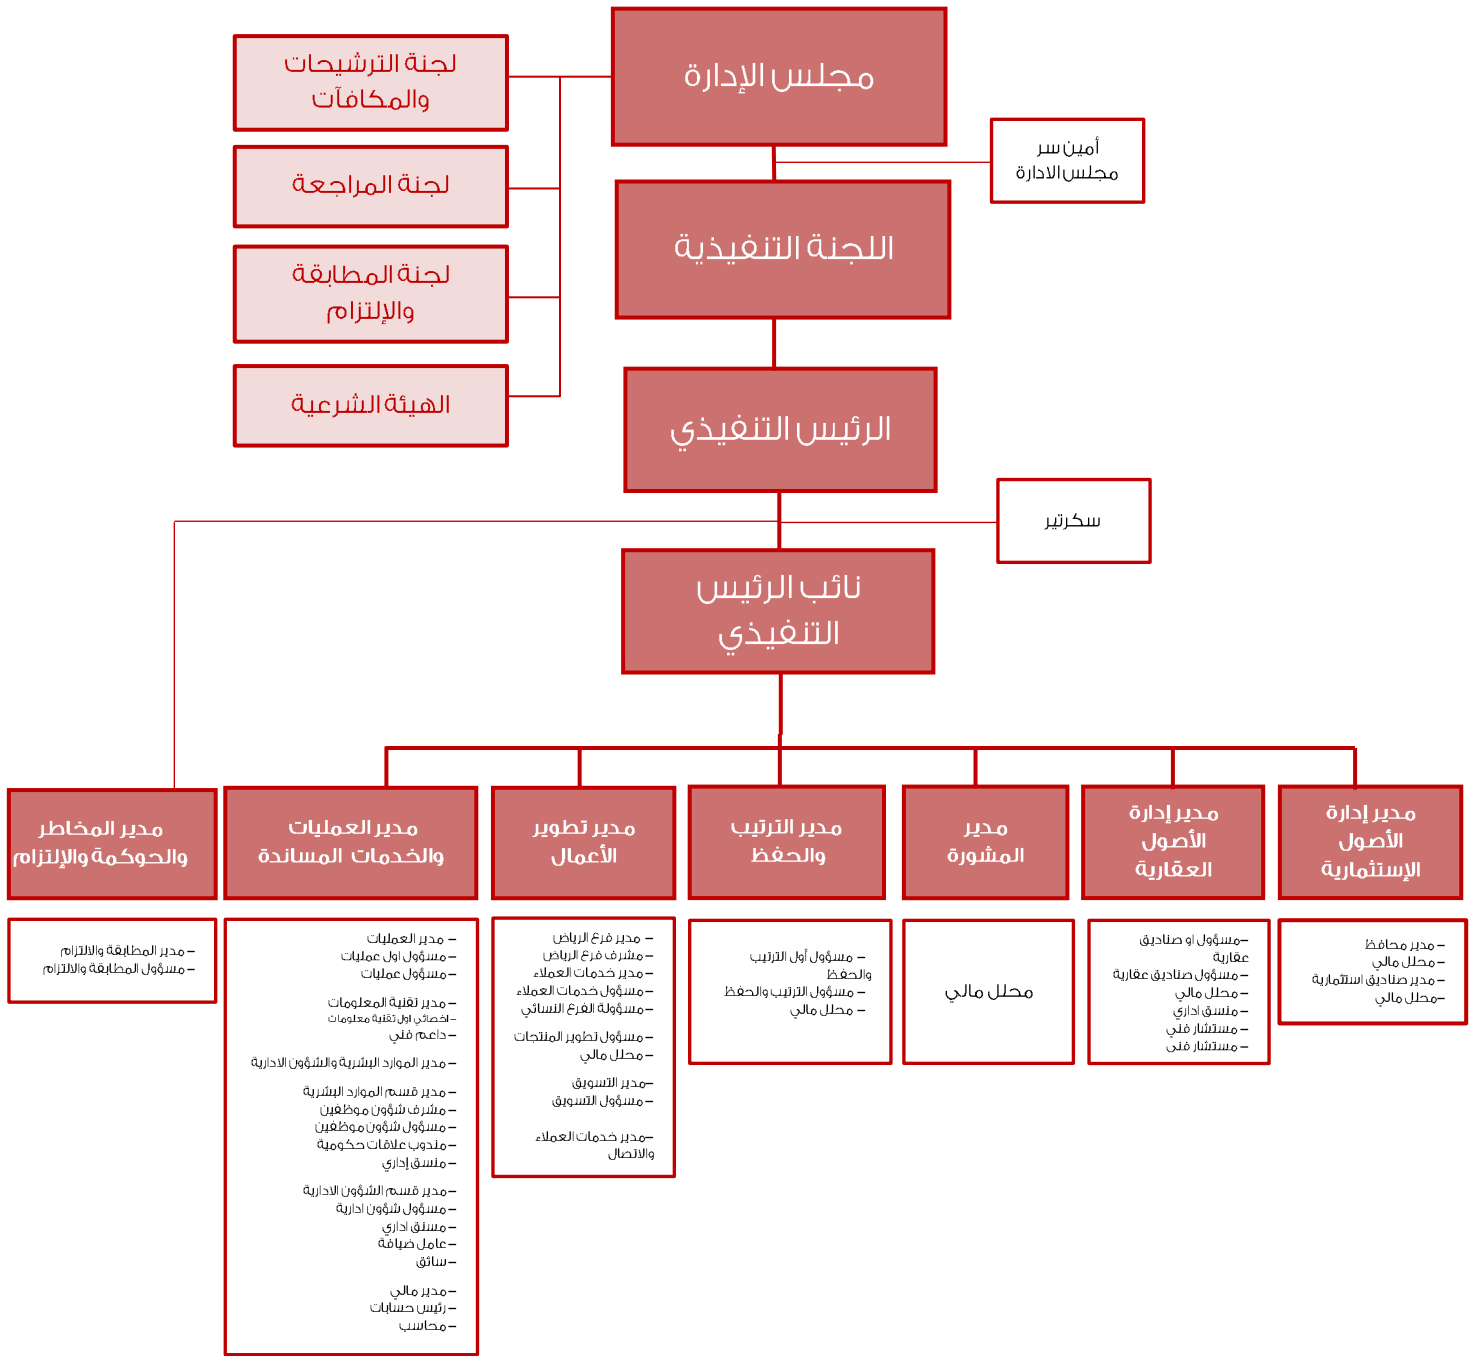 مجلس الإدارة
لجنة الترشيحات
والمكافآت
أمين سر
مجلس الادارة
لجنة المراجعة
اللجنة التنفيذية
لجنة المطابقة
والإلتزام
الهيئة الشرعية
الرئيس التنفيذي
سكرتير
نائب الرئيس
التنفيذي
مدير إدارة
الأصول
الإستثمارية
– مدير محافظ
– محلل مالي
– مدير صناديق استثمارية
–محلل مالي
مدير إدارة
الأصول
العقارية
–مسؤول او صناديق
عقارية
– مسؤول صناديق عقارية
– محلل مالي
– منسق اداري
– مستشار فني
– مستشار فنى
مدير
المشورة
محلل مالي
مدير الترتيب
والحفظ
– مسؤول أول الترتيب
والحفظ
– مسؤول الترتيب والحفظ
– محلل مالي
مدير تطوير
الأعمال
– مدير فرع الرياض
– مشرف فرع الرياض
– مدير خدمات العملاء
– مسؤول خدمات العملاء
– مسؤولة الفرع النسائي
– مسؤول تطوير المنتجات
– محلل مالي
–مدير التسويق
– مسؤول التسويق
–مدير خدمات العملاء
والاتصال
مدير العمليات
والخدمات المساندة
– مدير العمليات
– مسؤول اول عمليات
– مسؤول عمليات
– مدير تقنية المعلومات
– اخصائي اول تقنية معلومات
– داعم فني
– مدير الموارد البشرية والشؤون الادارية
– مدير قسم الموارد البشرية
– مشرف شؤون موظفين
– مسؤول شؤون موظفين
– مندوب علاقات حكومية
– منسق إداري
– مدير قسم الشؤون الادارية
– مسؤول شؤون ادارية
– مسنق اداري
– عامل ضيافة
– سائق
– مدير مالي
– رئيس حسابات
– محاسب
مدير المخاطر
والحوكمة والإلتزام
– مدير المطابقة والالتزام
– مسؤول المطابقة والالتزام